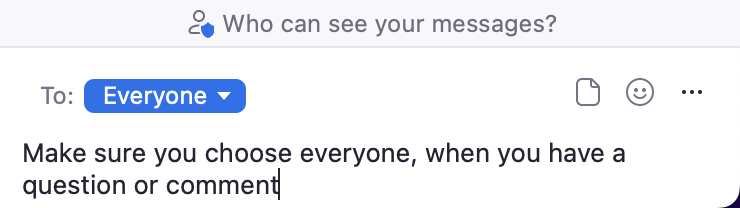 Who can see your messages?
To: Everyone
Make sure you choose everyone, when you have a
question or comment